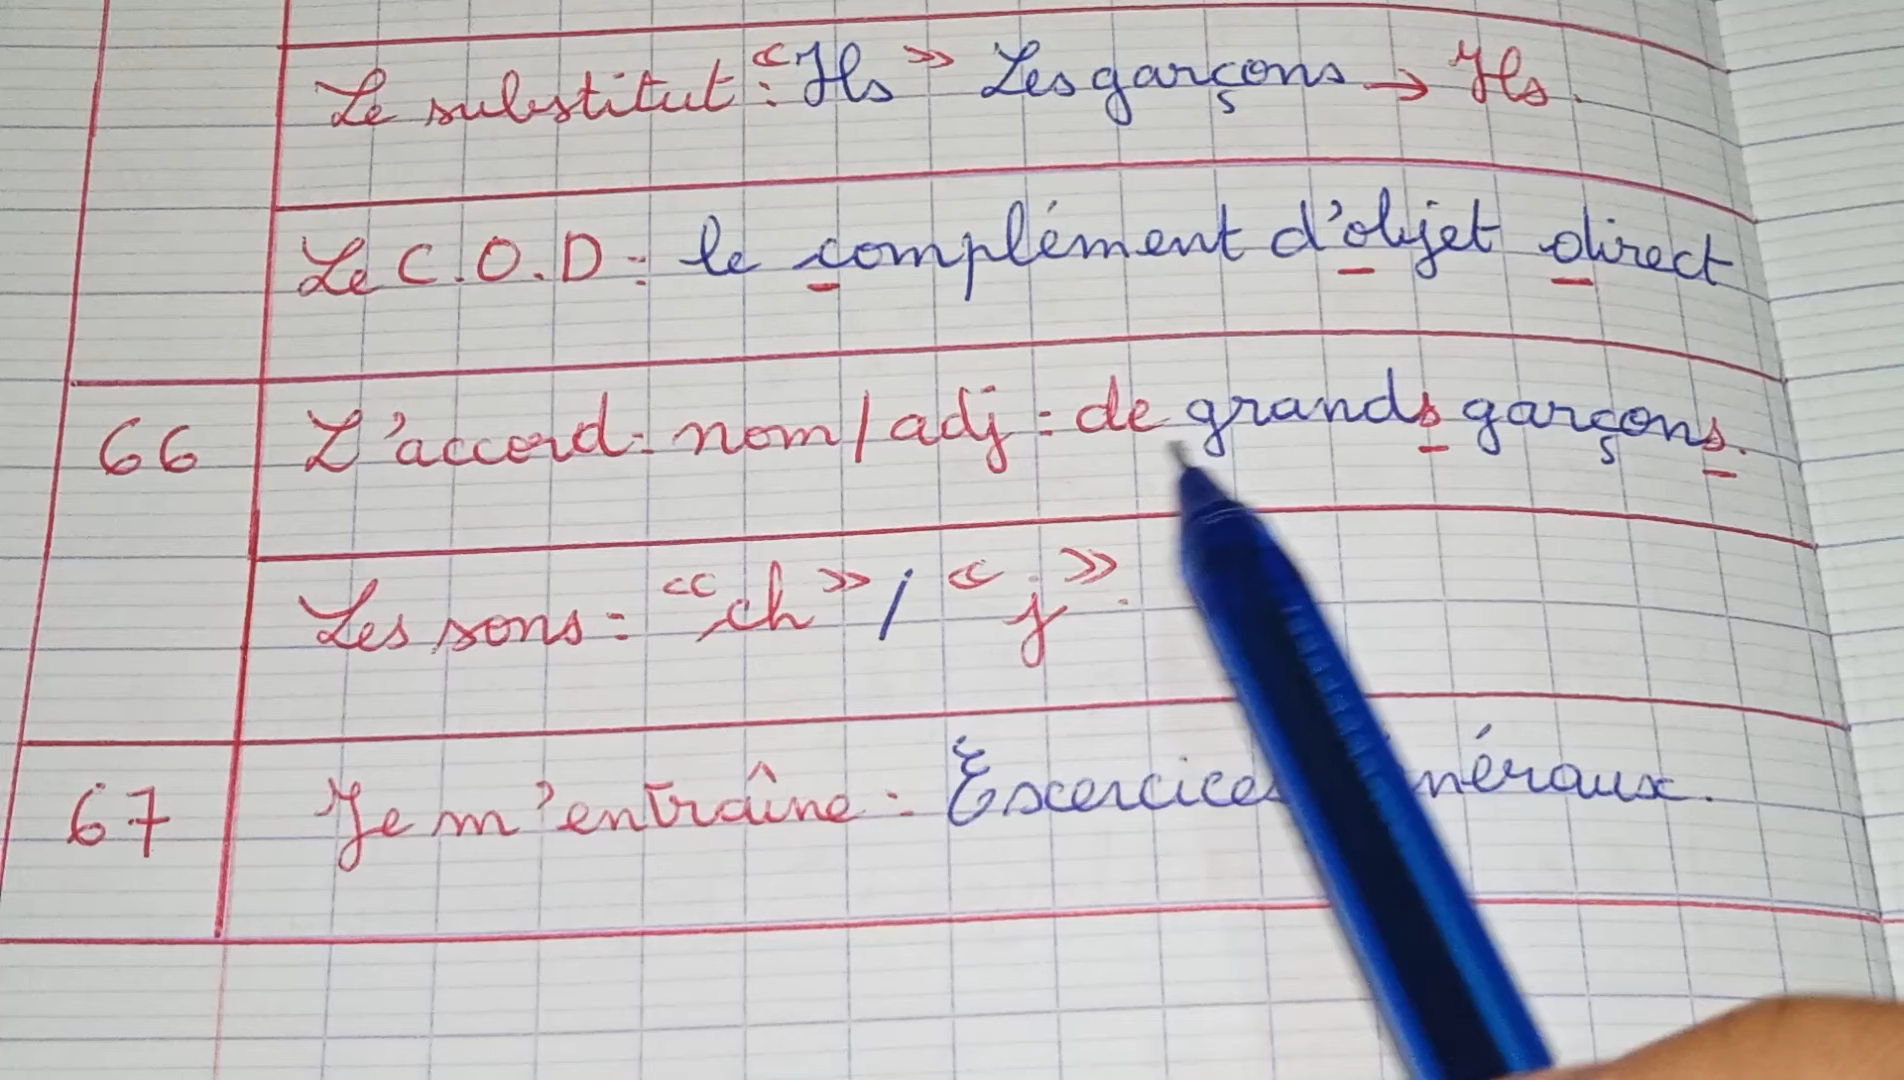 Le substitut : « Ils » Les garçons → Ils.
Le C.O.D : le complément d'objet direct
66 L'accord : nom / adj : de grands garçons.
Les sons : « ch » / « j ».
67 Je m'entraîne : Exercices